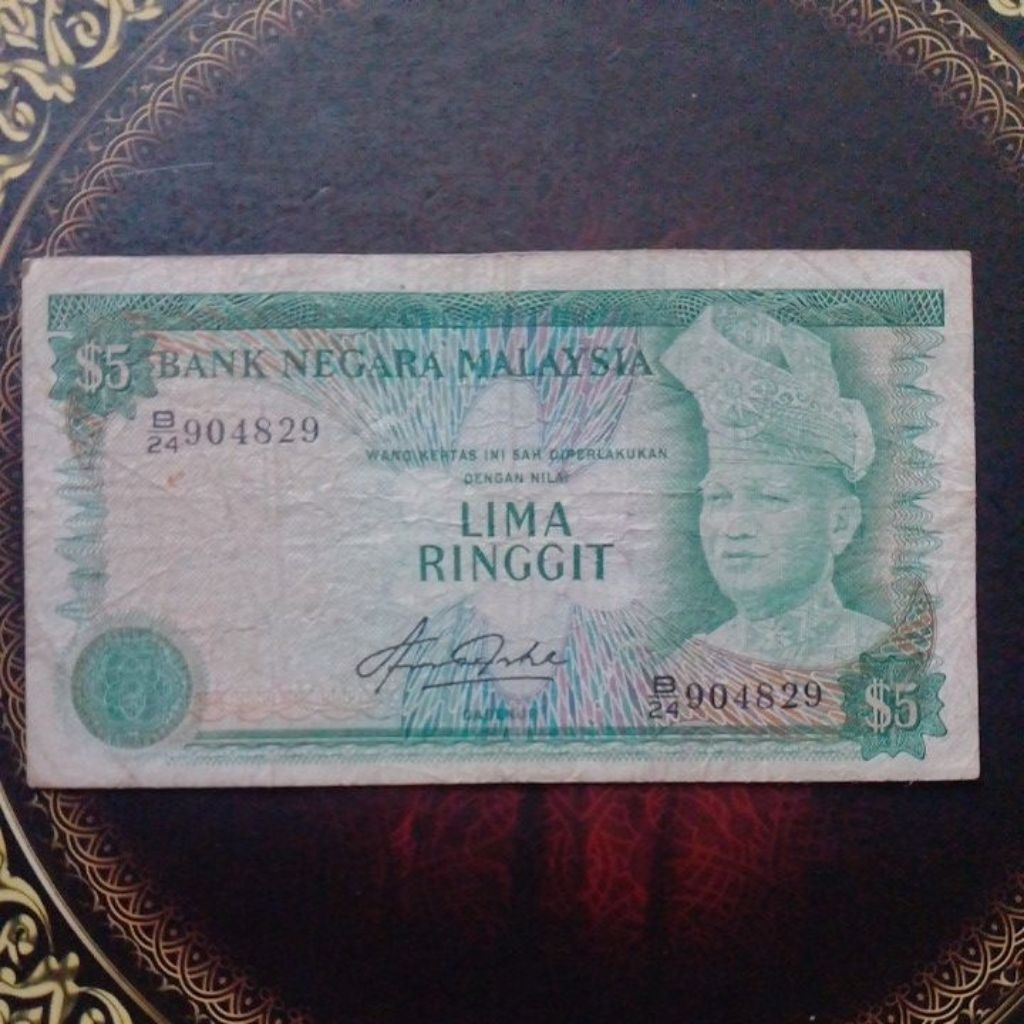 $5 BANK NEGARA MALAYSIA
B/24 904829
WANG KERTAS INI SAH DIPERLAKUKAN
DENGAN NILAI
LIMA
RINGGIT
B/24 904829
$5